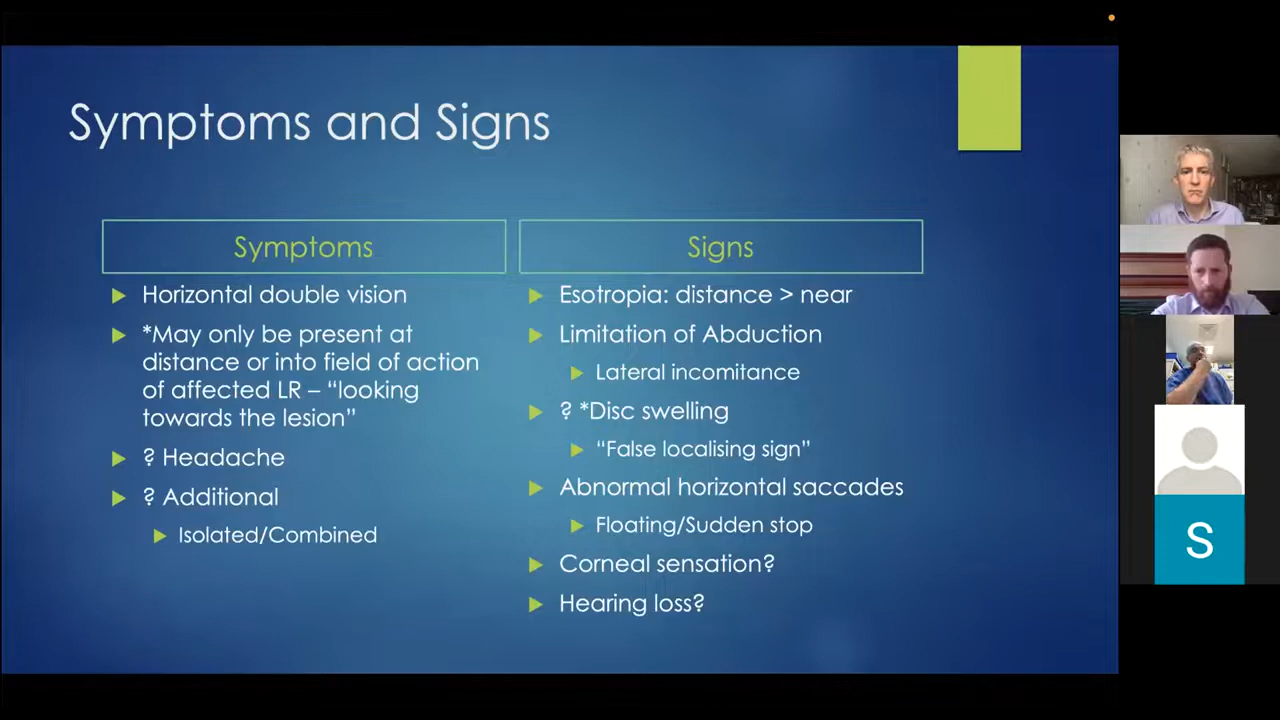 Symptoms and Signs
Symptoms
Horizontal double vision
*May only be present at
distance or into field of action
of affected LR – “looking
towards the lesion”
? Headache
? Additional
Isolated/Combined
Signs
Esotropia: distance > near
Limitation of Abduction
Lateral incomitance
? *Disc swelling
“False localising sign”
Abnormal horizontal saccades
Floating/Sudden stop
Corneal sensation?
Hearing loss?
S